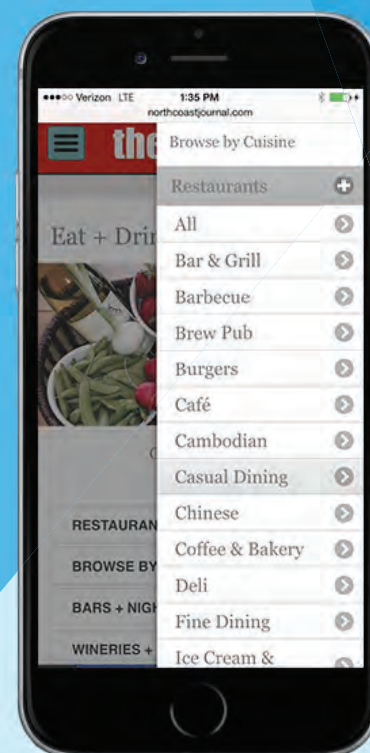 Verizon LTE 1:35 PM
northcoastjournal.com
the
Eat + Drin
RESTAURAN
BROWSE BY
BARS + NIGH
WINERIES +
Browse by Cuisine
Restaurants
All
Bar & Grill
Barbecue
Brew Pub
Burgers
Café
Cambodian
Casual Dining
Chinese
Coffee & Bakery
Deli
Fine Dining
Ice Cream &